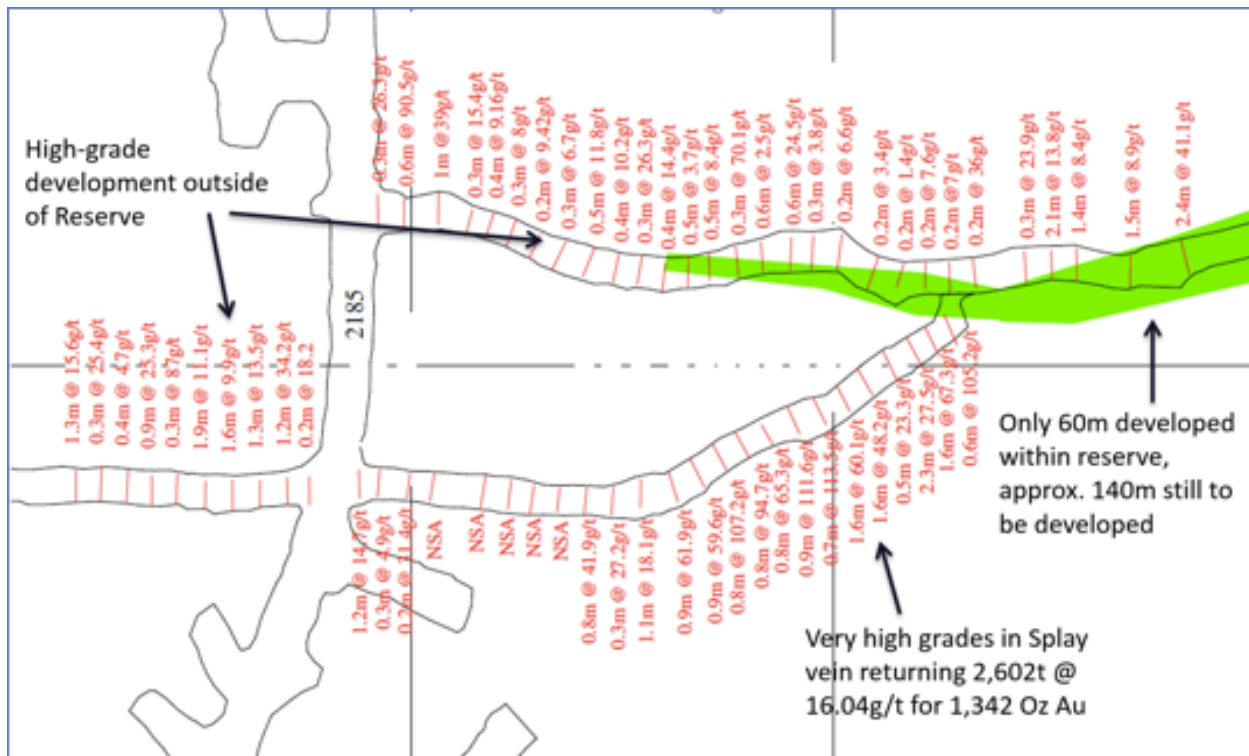 0.3m @ 26.3g/t
0.6m @ 90.5g/t
1m @39g/t
0.3m @ 15.4g/t
0.4m @ 9.16g/t
0.3m @ 8g/t
0.2m @ 9.42g/t
0.3m @ 6.7g/t
0.5m @ 11.8g/t
0.4m @ 10.2g/t
0.3m @ 26.3g/t
0.4m @ 14.4g/t
0.5m @ 3.7g/t
0.5m @ 8.4g/t
0.3m @ 70.1g/t
0.6m @ 2.5g/t
0.6m @ 24.5g/t
0.3m @ 3.8g/t
0.2m @ 6.6g/t
0.2m @ 3.4g/t
0.2m @ 1.4g/t
0.2m @ 7.6g/t
0.2m @7g/t
0.2m @ 36g/t
0.3m @ 23.9g/t
2.1m @ 13.8g/t
1.4m @ 8.4g/t
1.5m @ 8.9g/t
2.4m @ 41.1g/t
High-grade
development outside
of Reserve
2185
1.3m @ 15.6g/t
0.3m @ 25.4g/t
0.4m @ 4.7g/t
0.9m @ 23.3g/t
0.3m @ 87g/t
1.9m @ 11.1g/t
1.6m @ 9.9g/t
1.3m @ 13.5g/t
1.2m @ 34.2g/t
0.2m @ 18.2
1.2m @ 14.7g/t
0.3m @ 4.9g/t
0.2m @
NSA
NSA
NSA
NSA
NSA
0.8m @ 41.9g/t
0.3m @ 27.2g/t
1.1m @ 18.1g/t
0.9m @ 61.9g/t
0.9m @ 59.6g/t
0.8m @ 107.2g/t
0.8m @ 94.7g/t
0.8m @ 65.3g/t
0.9m @ 111.6g/t
0.7m @ 113.5g/t
1.6m @ 60.1g/t
1.6m @ 48.2g/t
0.5m @ 23.3g/t
2.3m @ 27.5g/t
1.6m @ 67.3g/t
0.6m @ 105.2g/t
Only 60m developed
within reserve,
approx. 140m still to
be developed
Very high grades in Splay
vein returning 2,602t @
16.04g/t for 1,342 Oz Au